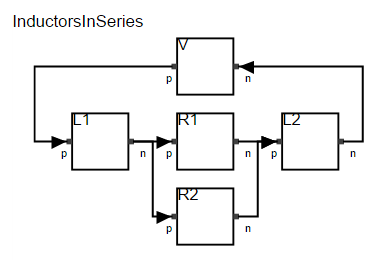 InductorsInSeries
V
p n
L1 R1 L2
p n p n p n
R2
p n